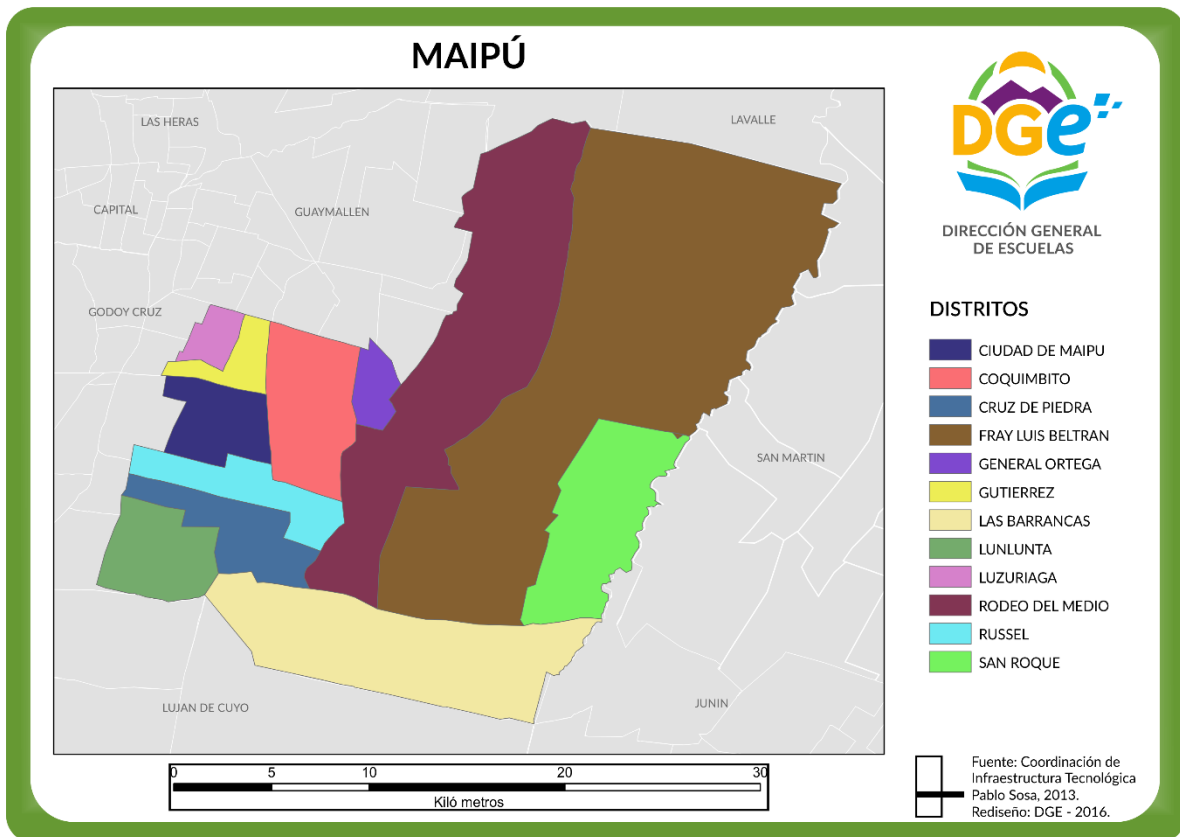 MAIPÚ
LAS HERAS
LAVALLE
CAPITAL
GUAYMALLEN
GODOY CRUZ
SAN MARTIN
LUJAN DE CUYO
JUNIN
0 5 10 20 30
Kiló metros
DGe
DIRECCIÓN GENERAL
DE ESCUELAS
DISTRITOS
CIUDAD DE MAIPU
COQUIMBITO
CRUZ DE PIEDRA
FRAY LUIS BELTRAN
GENERAL ORTEGA
GUTIERREZ
LAS BARRANCAS
LUNLUNTA
LUZURIAGA
RODEO DEL MEDIO
RUSSEL
SAN ROQUE
Fuente: Coordinación de
Infraestructura Tecnológica
Pablo Sosa, 2013.
Rediseño: DGE - 2016.